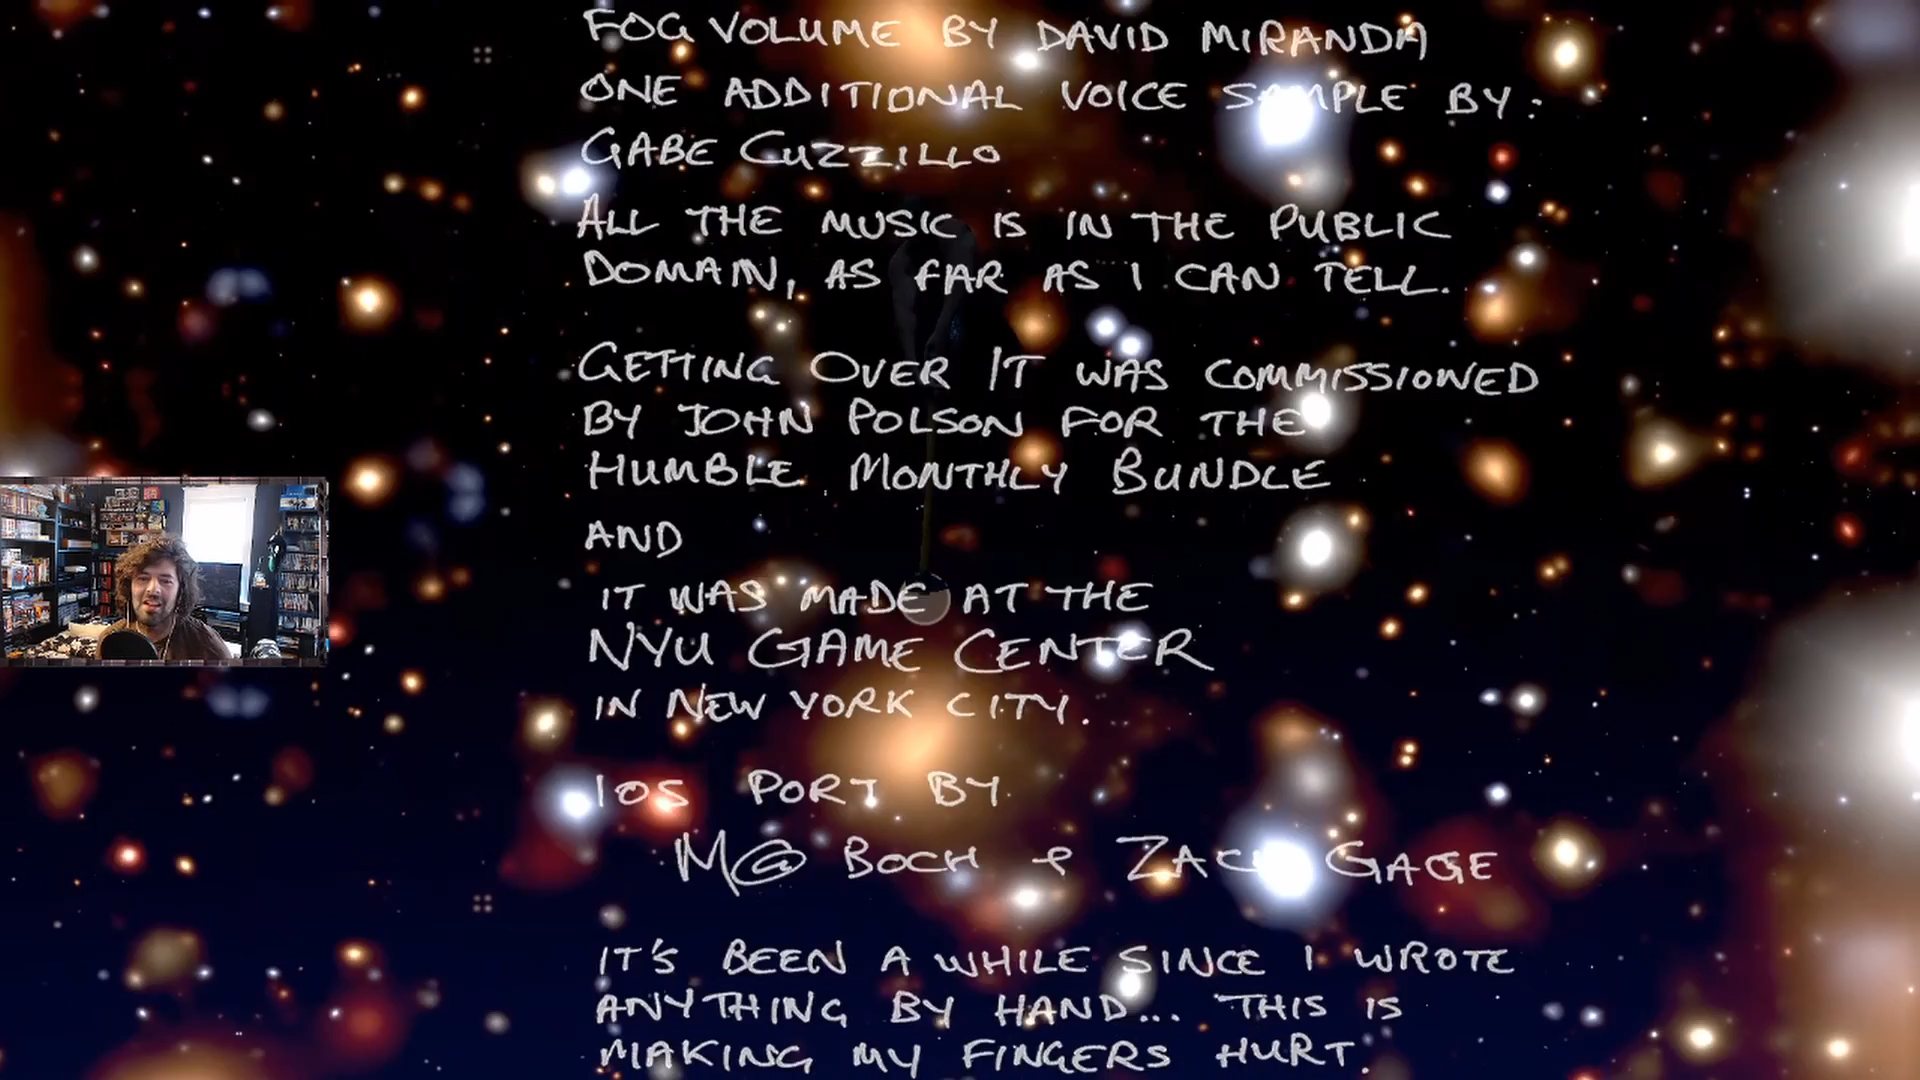 FOG VOLUME BY DAVID MIRANDA
ONE ADDITIONAL VOICE SAMPLE BY:
GABE CUZZILLO
ALL THE MUSIC IS IN THE PUBLIC
DOMAIN, AS FAR AS I CAN TELL.
GETTING OVER IT WAS COMMISSIONED
BY JOHN POLSON FOR THE
HUMBLE MONTHLY BUNDLE
AND
IT WAS MADE AT THE
NYU GAME CENTER
IN NEW YORK CITY.
IOS PORT BY
M@ BOCH & ZACH GAGE
IT'S BEEN A WHILE SINCE I WROTE
ANYTHING BY HAND... THIS IS
MAKING MY FINGERS HURT.